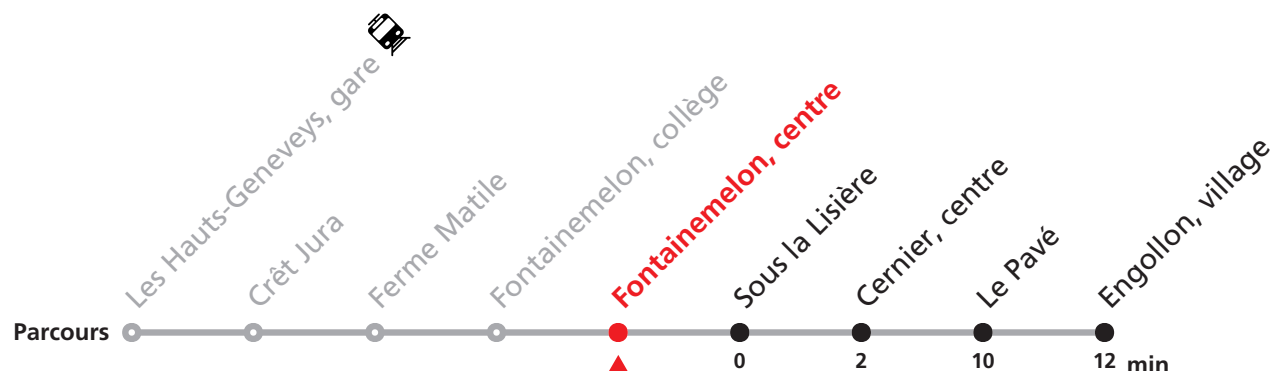 Les Hauts-Geneveys, gare
Crêt Jura
Ferme Matile
Fontainemelon, collège
Fontainemelon, centre
Sous la Lisière
Cernier, centre
Le Pavé
Engollon, village
Parcours
0 2 10 12 min